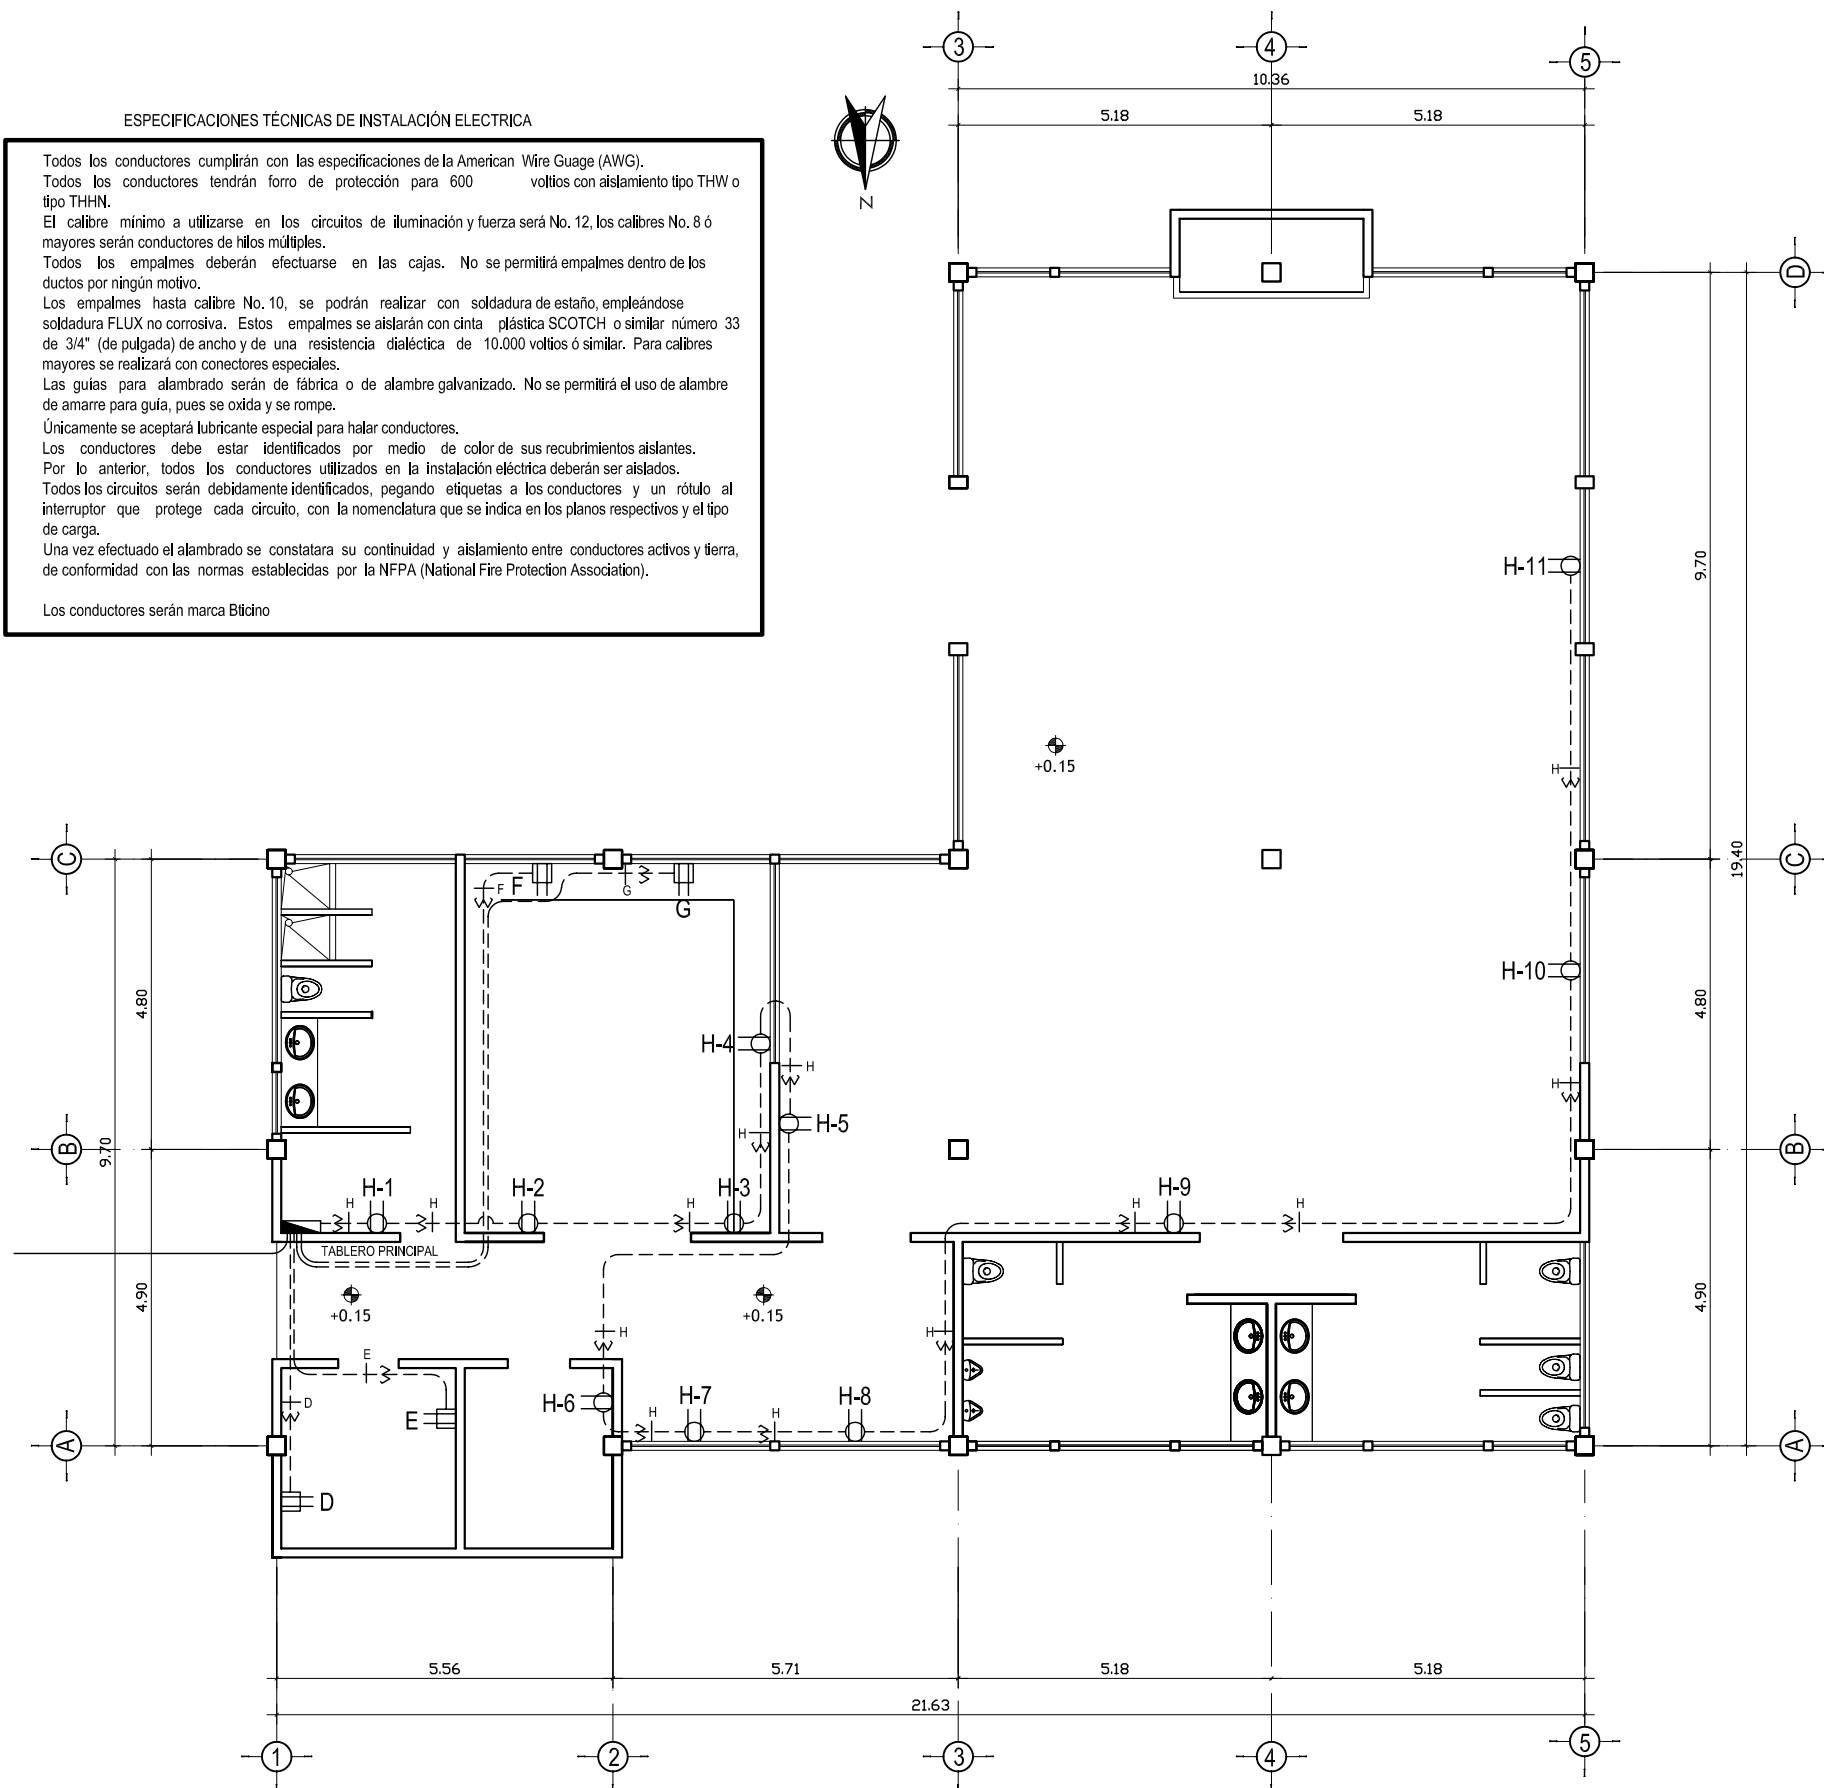 3
4
5
10.36
5.18
5.18
ESPECIFICACIONES TÉCNICAS DE INSTALACIÓN ELECTRICA
Todos los conductores cumplirán con las especificaciones de la American Wire Guage (AWG).
Todos los conductores tendrán forro de protección para 600 voltios con aislamiento tipo THW o
tipo THHN.
El calibre mínimo a utilizarse en los circuitos de iluminación y fuerza será No. 12, los calibres No. 8 ó
mayores serán conductores de hilos múltiples.
Todos los empalmes deberán efectuarse en las cajas. No se permitirá empalmes dentro de los
ductos por ningún motivo.
Los empalmes hasta calibre No. 10, se podrán realizar con soldadura de estaño, empleándose
soldadura FLUX no corrosiva. Estos empalmes se aislarán con cinta plástica SCOTCH o similar número 33
de 3/4" (de pulgada) de ancho y de una resistencia dialéctica de 10.000 voltios ó similar. Para calibres
mayores se realizará con conectores especiales.
Las guías para alambrado serán de fábrica o de alambre galvanizado. No se permitirá el uso de alambre
de amarre para guía, pues se oxida y se rompe.
Únicamente se aceptará lubricante especial para halar conductores.
Los conductores debe estar identificados por medio de color de sus recubrimientos aislantes.
Por lo anterior, todos los conductores utilizados en la instalación eléctrica deberán ser aislados.
Todos los circuitos serán debidamente identificados, pegando etiquetas a los conductores y un rótulo al
interruptor que protege cada circuito, con la nomenclatura que se indica en los planos respectivos y el tipo
de carga.
Una vez efectuado el alambrado se constatara su continuidad y aislamiento entre conductores activos y tierra,
de conformidad con las normas establecidas por la NFPA (National Fire Protection Association).
Los conductores serán marca Bticino
N
D
H-11
9.70
+0.15
H
19.40
C
C
F
F
G
G
4.80
H-10
4.80
H-4
H
H
H-5
H
B
9.70
B
H-1
H
H
H-2
H
H-3
H
H-9
H
TABLERO PRINCIPAL
4.90
+0.15
+0.15
4.90
H
H
E
D
E
H-6
H
H-7
H
H-8
A
A
D
5.56
5.71
5.18
5.18
21.63
1
2
3
4
5